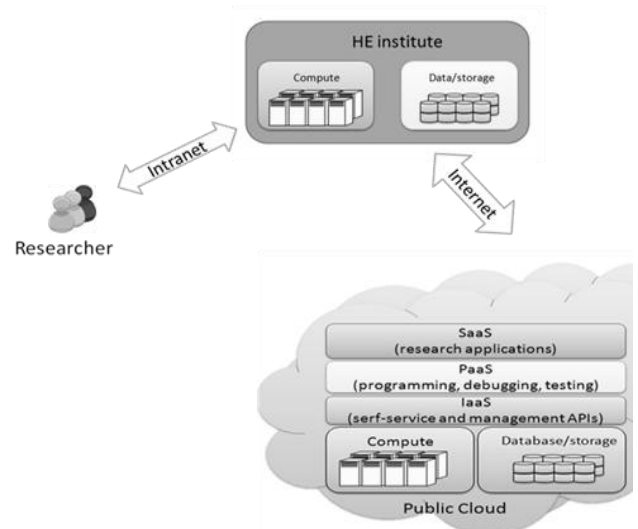 HE institute
Compute
Data/storage
Intranet
Internet
Researcher
SaaS
(research applications)
PaaS
(programming, debugging, testing)
IaaS
(serf-service and management APIs)
Compute
Database/storage
Public Cloud